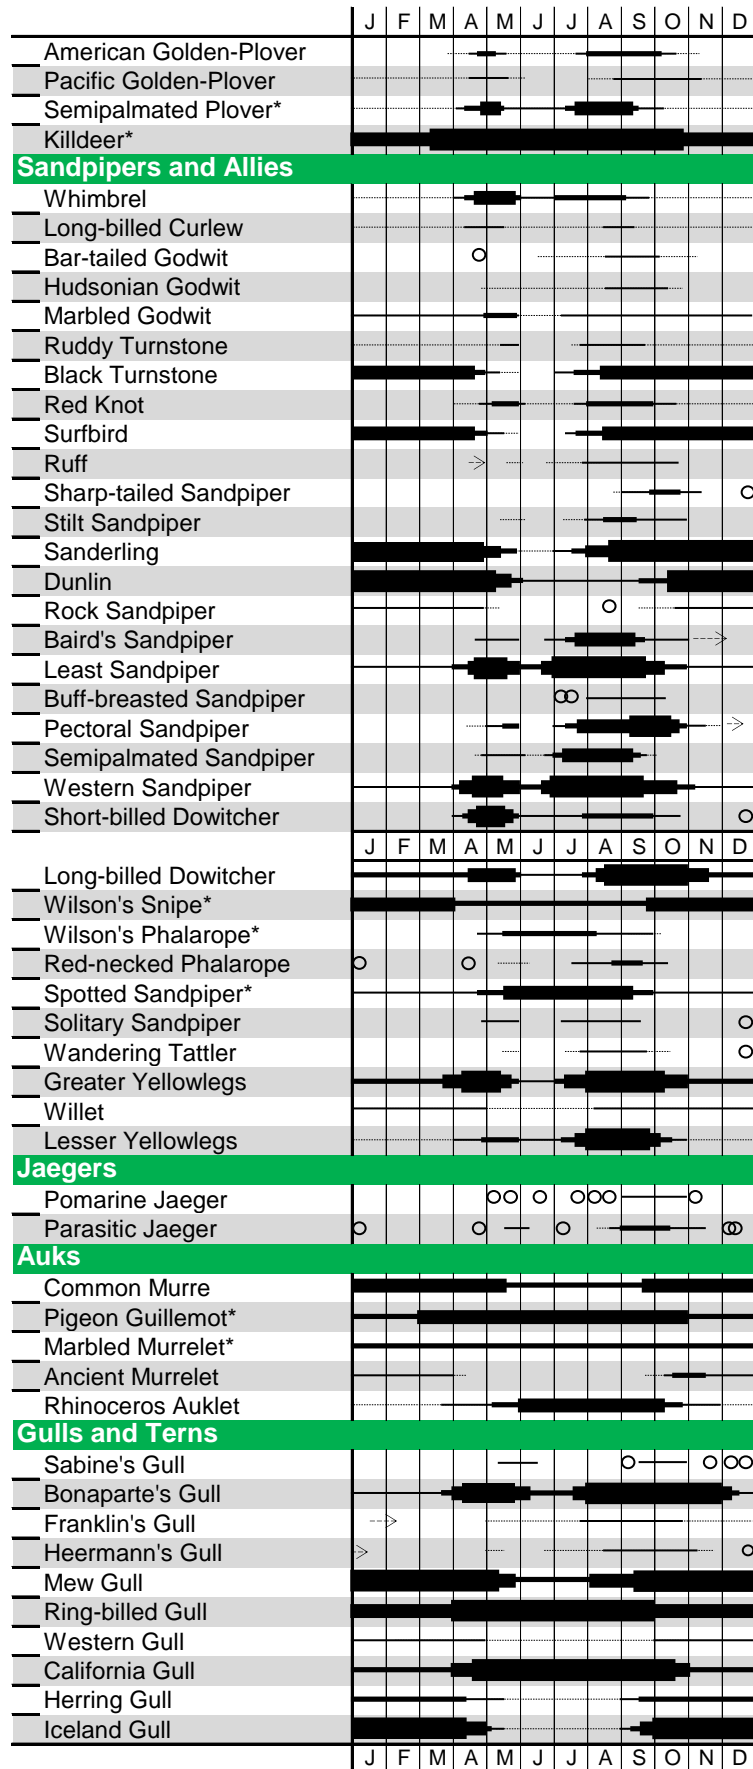 J F M A M J J A S O N D
American Golden-Plover
Pacific Golden-Plover
Semipalmated Plover*
Killdeer*
Sandpipers and Allies
Whimbrel
Long-billed Curlew
Bar-tailed Godwit
Hudsonian Godwit
Marbled Godwit
Ruddy Turnstone
Black Turnstone
Red Knot
Surfbird
Ruff
Sharp-tailed Sandpiper
Stilt Sandpiper
Sanderling
Dunlin
Rock Sandpiper
Baird's Sandpiper
Least Sandpiper
Buff-breasted Sandpiper
Pectoral Sandpiper
Semipalmated Sandpiper
Western Sandpiper
Short-billed Dowitcher
J F M A M J J A S O N D
Long-billed Dowitcher
Wilson's Snipe*
Wilson's Phalarope*
Red-necked Phalarope
Spotted Sandpiper*
Solitary Sandpiper
Wandering Tattler
Greater Yellowlegs
Willet
Lesser Yellowlegs
Jaegers
Pomarine Jaeger
Parasitic Jaeger
Auks
Common Murre
Pigeon Guillemot*
Marbled Murrelet*
Ancient Murrelet
Rhinoceros Auklet
Gulls and Terns
Sabine's Gull
Bonaparte's Gull
Franklin's Gull
Heermann's Gull
Mew Gull
Ring-billed Gull
Western Gull
California Gull
Herring Gull
Iceland Gull
J F M A M J J A S O N D